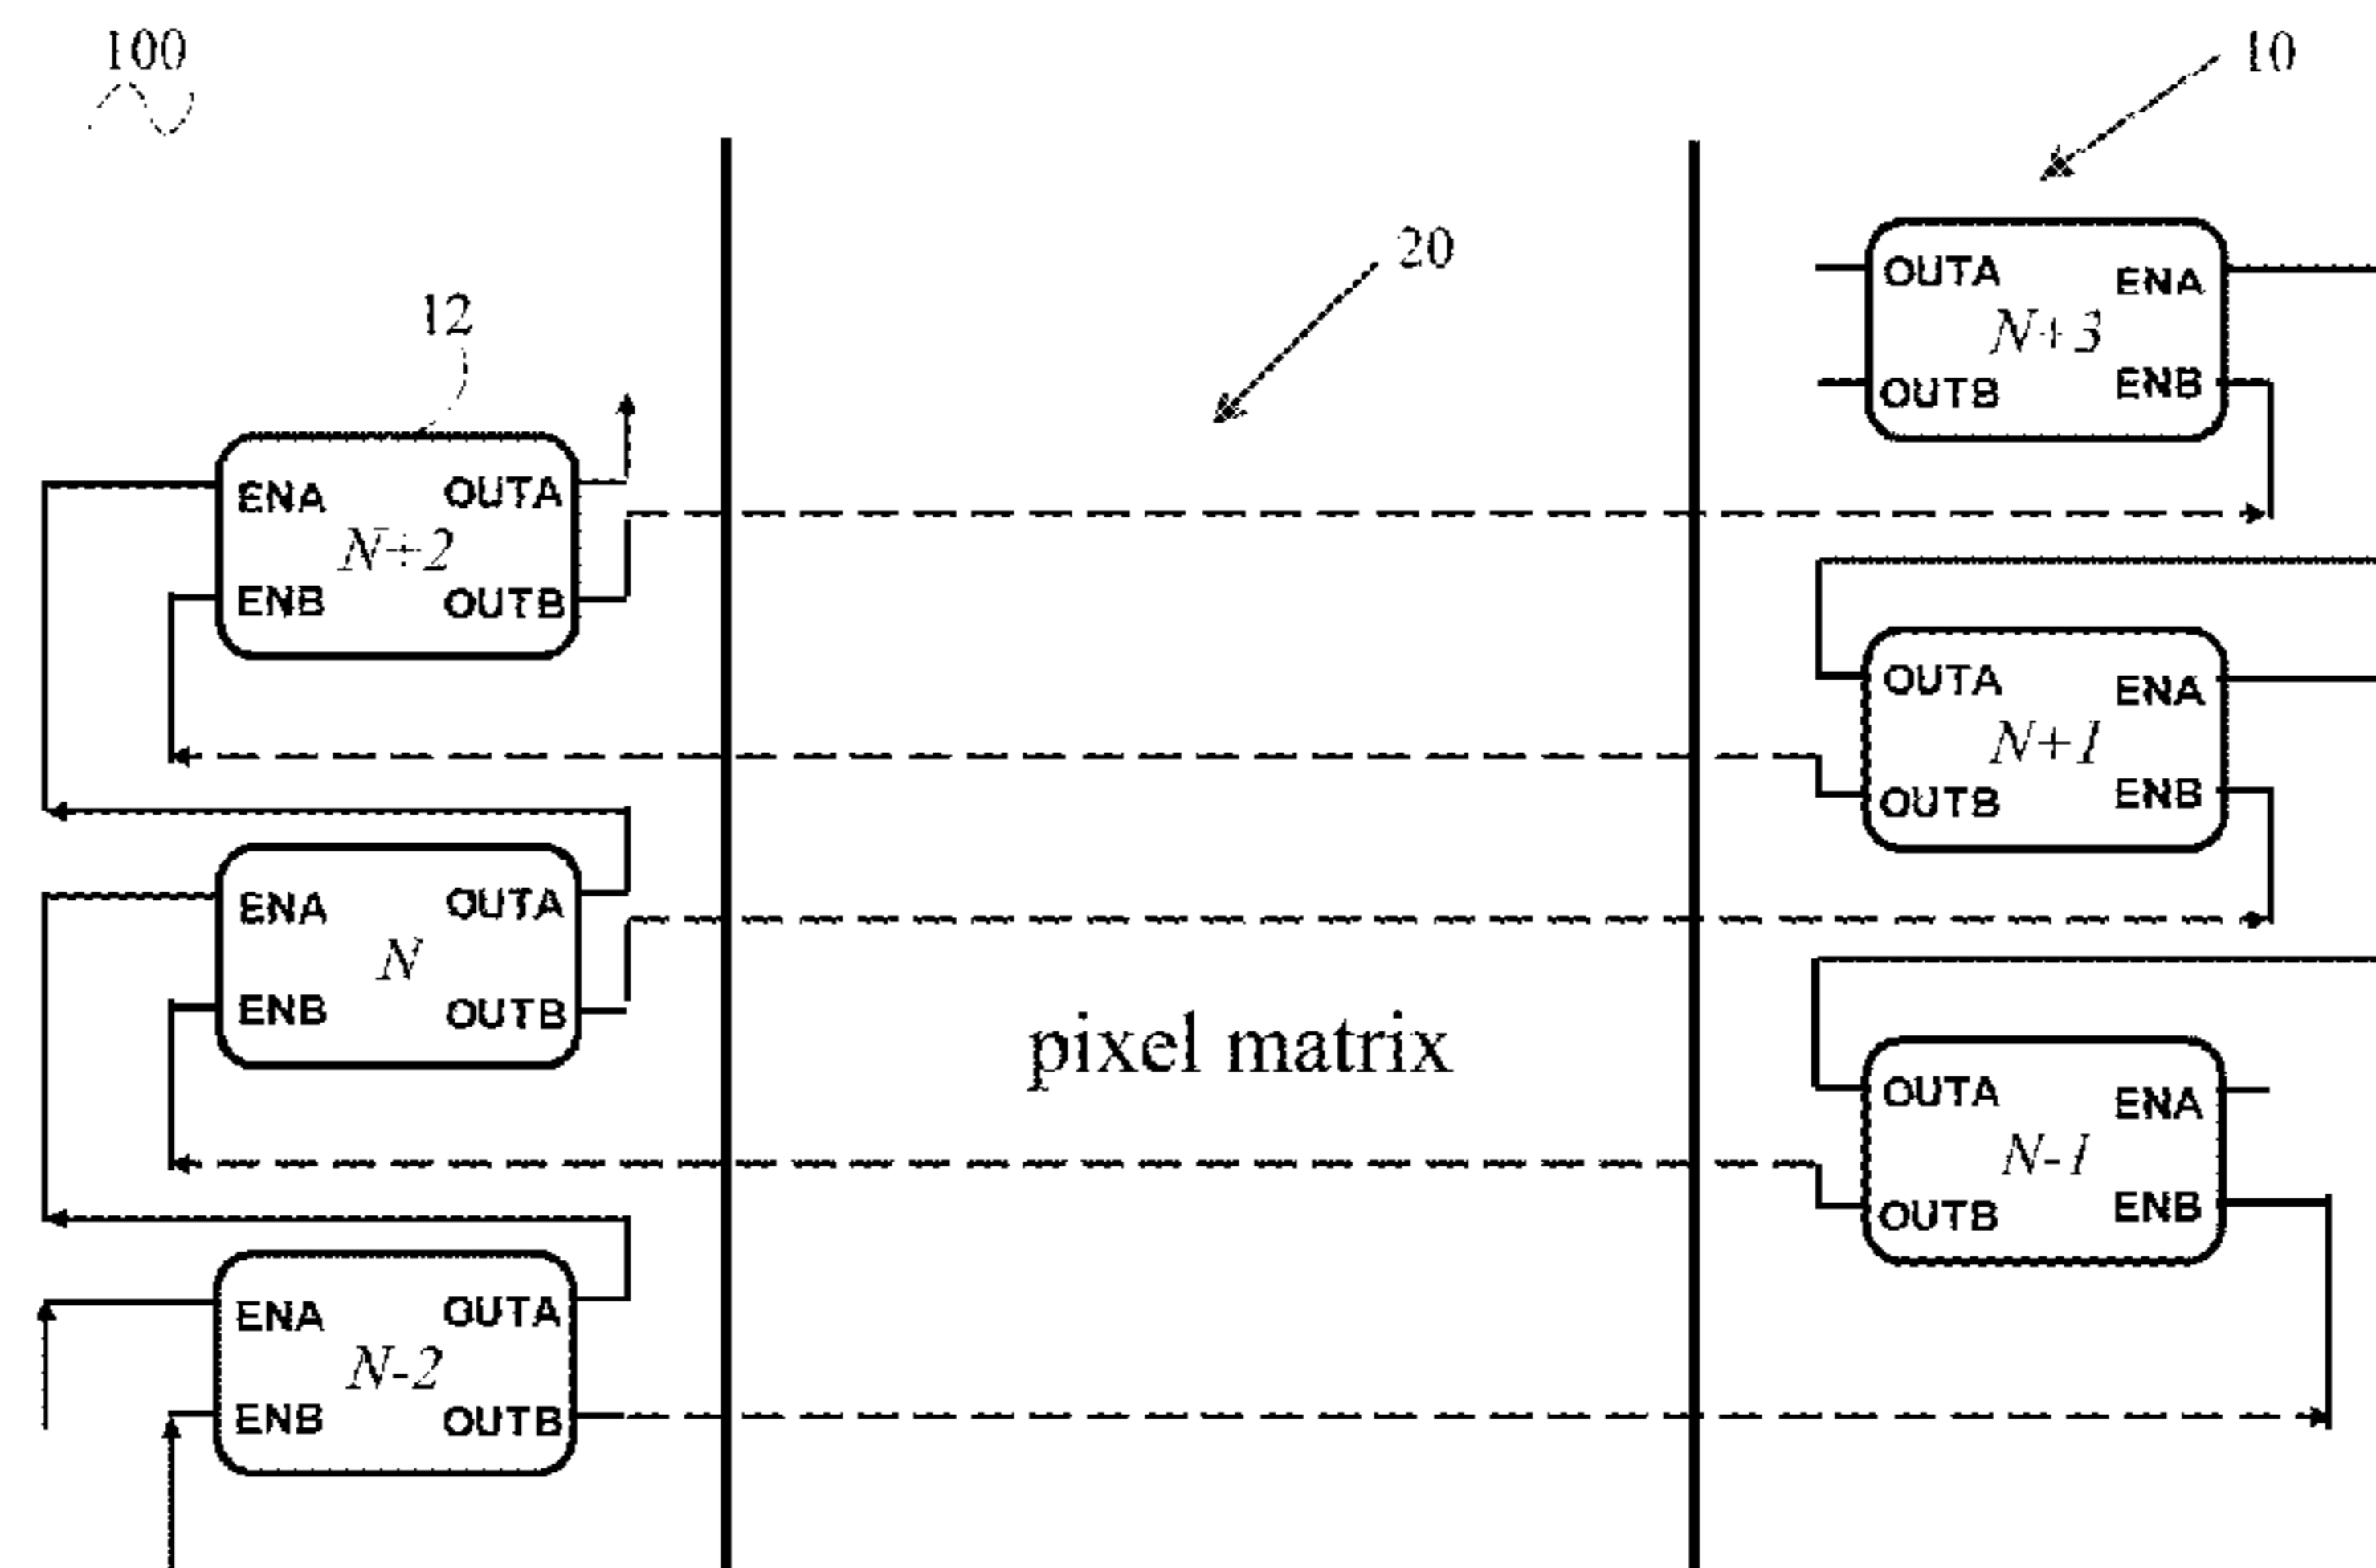 100
10
20
12
OUTA ENA
N+3
OUTB ENB
ENA OUTA
N+2
ENB OUTB
OUTA ENA
N+1
OUTB ENB
ENA OUTA
N
ENB OUTB
pixel matrix
OUTA ENA
N-1
OUTB ENB
ENA OUTA
N-2
ENB OUTB